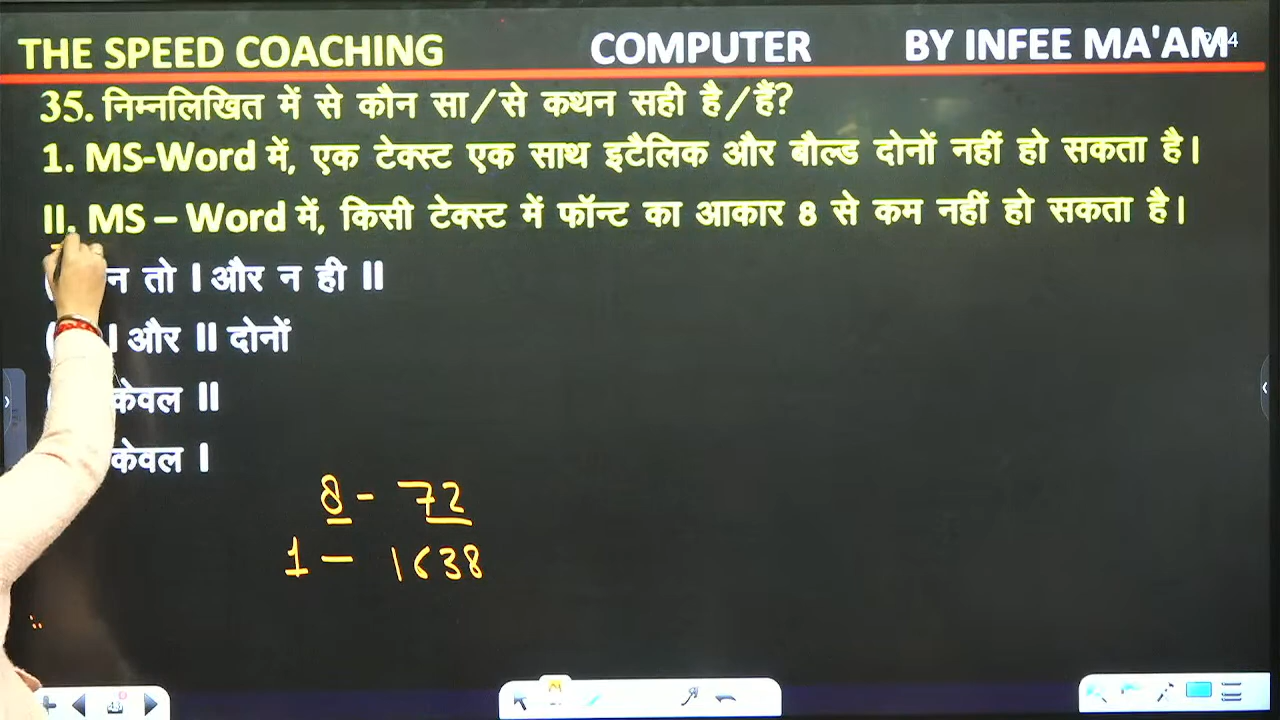 THE SPEED COACHING COMPUTER BY INFEE MA'AM
35. निम्नलिखित में से कौन सा/से कथन सही है/हैं?
1. MS-Word में, एक टेक्स्ट एक साथ इटैलिक और बौल्ड दोनों नहीं हो सकता है।
II. MS – Word में, किसी टेक्स्ट में फॉन्ट का आकार 8 से कम नहीं हो सकता है।
न तो I और न ही II
I और II दोनों
केवल II
केवल I
8 - 72
1 - 1638